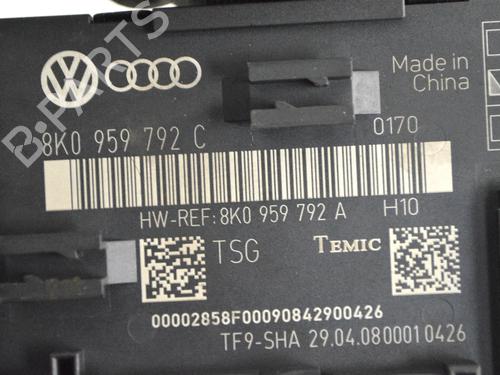 B-PARTS
Made in
China
8K0 959 792 C
0170
HW-REF: 8K0 959 792 A
H10
TSG
TEMIC
00002858F00090842900426
TF9-SHA 29.04.0800010426